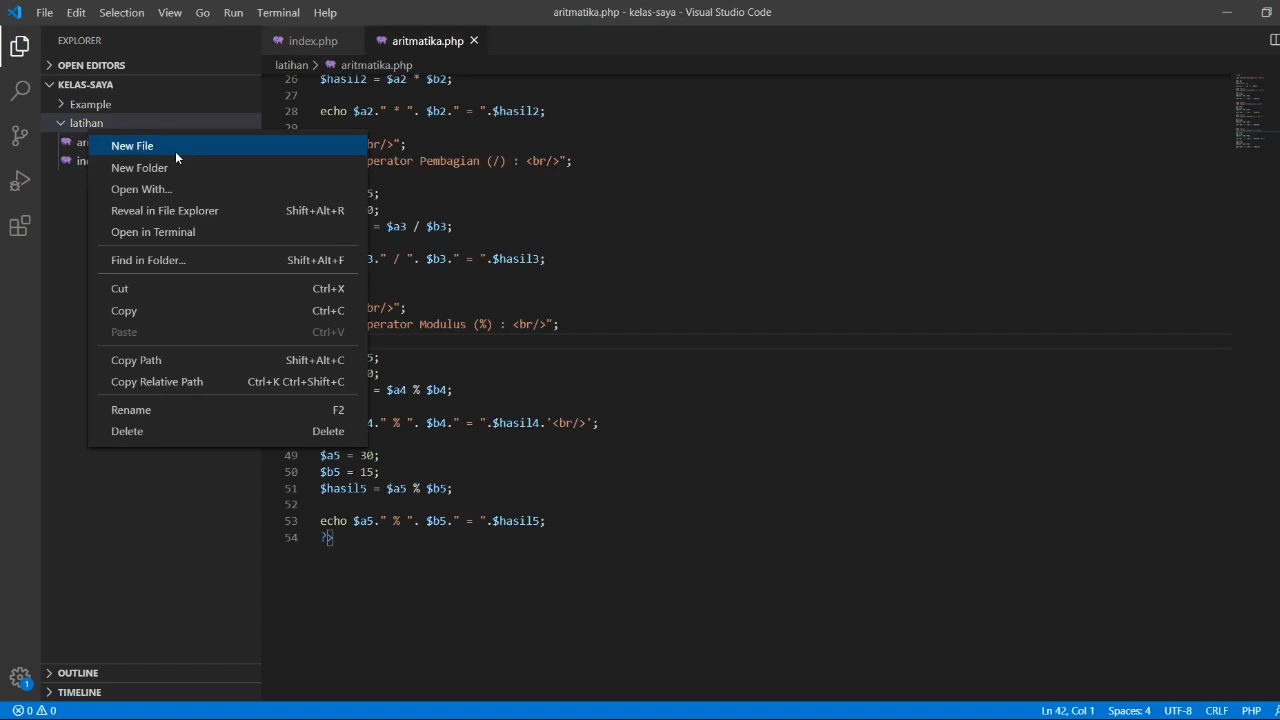 File Edit Selection View Go Run Terminal Help aritmatika.php - kelas-saya - Visual Studio Code
EXPLORER
index.php
aritmatika.php
OPEN EDITORS
latihan > aritmatika.php
KELAS-SAYA
Example
latihan
New File
New Folder
Open With...
Reveal in File Explorer Shift+Alt+R
Open in Terminal
Find in Folder... Shift+Alt+F
Cut Ctrl+X
Copy Ctrl+C
Paste Ctrl+V
Copy Path Shift+Alt+C
Copy Relative Path Ctrl+K Ctrl+Shift+C
Rename F2
Delete Delete
26 $hasil2 = $a2 * $b2;
27
28 echo $a2." * ". $b2." = ".$hasil2;
29
br/>";
perator Pembagian (/) : <br/>";
5;
0;
= $a3 / $b3;
3." / ". $b3." = ".$hasil3;
br/>";
perator Modulus (%) : <br/>";
5;
0;
= $a4 % $b4;
4." % ". $b4." = ".$hasil4.'<br/>';
49 $a5 = 30;
50 $b5 = 15;
51 $hasil5 = $a5 % $b5;
52
53 echo $a5." % ". $b5." = ".$hasil5;
54 ?>
OUTLINE
TIMELINE
1
0 0 Ln 42, Col 1 Spaces: 4 UTF-8 CRLF PHP